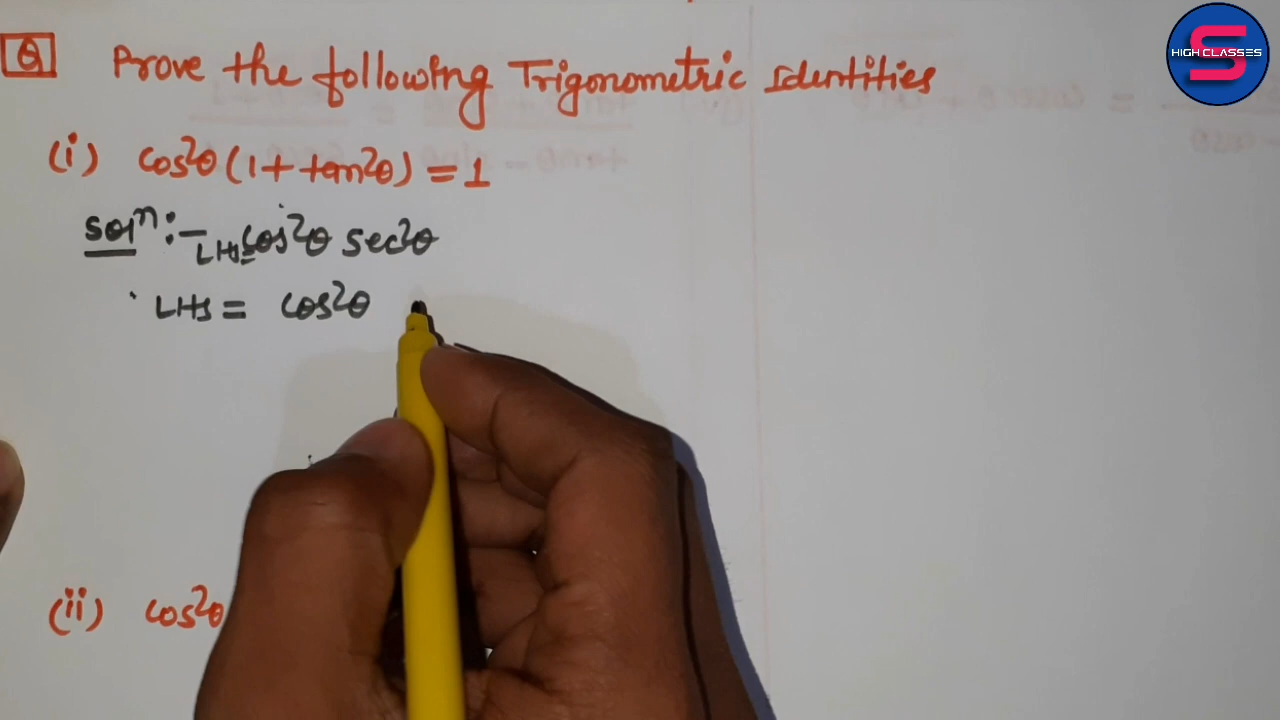 Q Prove the following Trigonometric Identities
(i) cos²θ(1+tan²θ)=1
Solⁿ:- LHS=cos²θ sec²θ
LHS = cos²θ
(ii) cos²θ
S
HIGH CLASSES